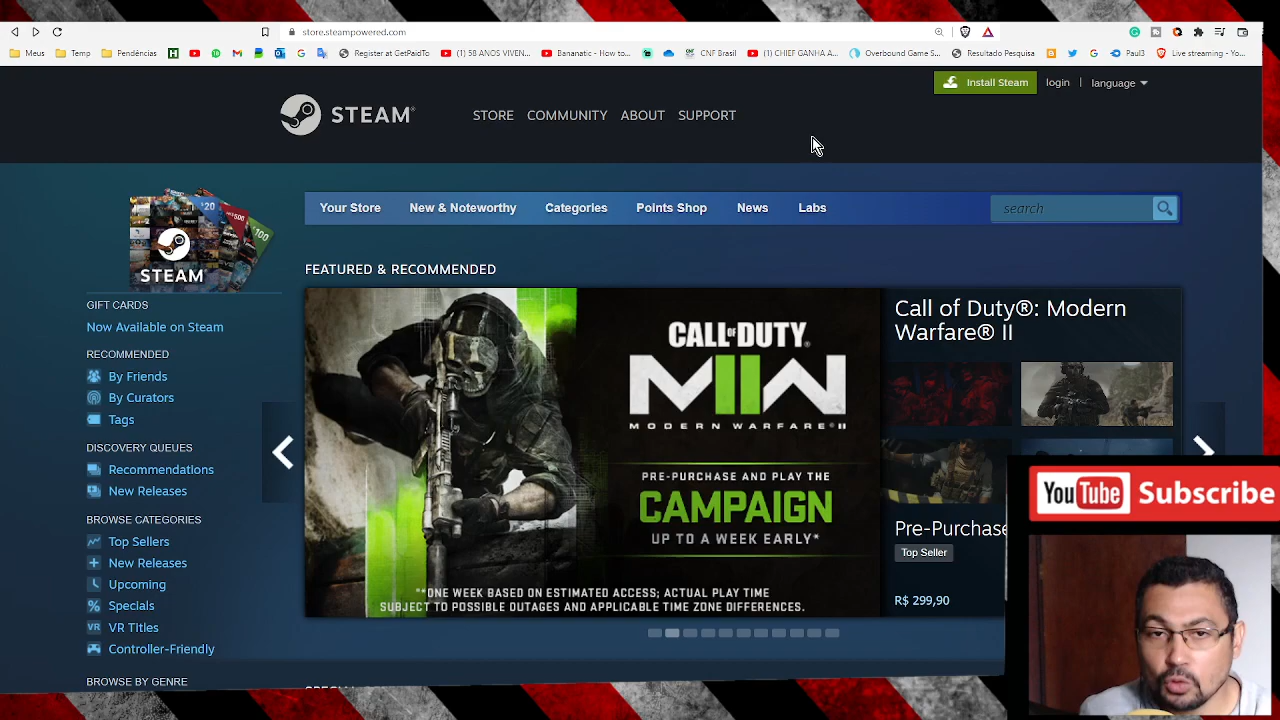 store.steampowered.com
Meus
Temp
Pendências
Register at GetPaidTo
(1) 58 ANOS VIVEN...
Bananatic - How to...
CNF Brasil
(1) CHIEF GANHA A...
Overbound Game S...
Resultado Pesquisa
Paul3
Live streaming - Yo...
Install Steam
login
language
STEAM®
STORE
COMMUNITY
ABOUT
SUPPORT
Your Store
New & Noteworthy
Categories
Points Shop
News
Labs
search
$20
$100
STEAM
GIFT CARDS
Now Available on Steam
RECOMMENDED
By Friends
By Curators
Tags
DISCOVERY QUEUES
Recommendations
New Releases
BROWSE CATEGORIES
Top Sellers
New Releases
Upcoming
Specials
VR Titles
Controller-Friendly
BROWSE BY GENRE
FEATURED & RECOMMENDED
CALL OF DUTY
MWII
MODERN WARFARE® II
PRE-PURCHASE AND PLAY THE
CAMPAIGN
UP TO A WEEK EARLY*
**ONE WEEK BASED ON ESTIMATED ACCESS; ACTUAL PLAY TIME
SUBJECT TO POSSIBLE OUTAGES AND APPLICABLE TIME ZONE DIFFERENCES.
Call of Duty®: Modern
Warfare® II
Pre-Purchase
Top Seller
R$ 299,90
YouTube Subscribe